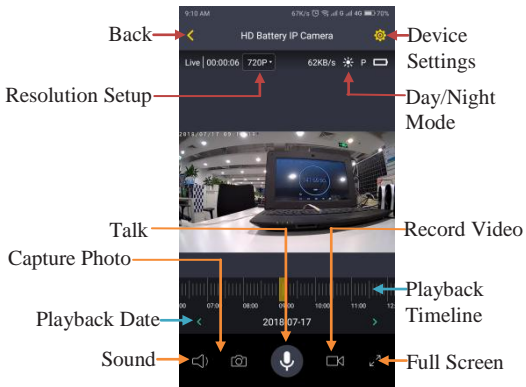 9:10 AM 67K/s G 4G 70%
Back
HD Battery IP Camera
Device
Settings
Live | 00:00:06 720P 62KB/s P
Resolution Setup
Day/Night
Mode
2018/07/17
Talk
Record Video
Capture Photo
Playback
Timeline
00 07:00 08:00 09:00 10:00 11:00 12:
Playback Date
2018-07-17
Sound
Full Screen